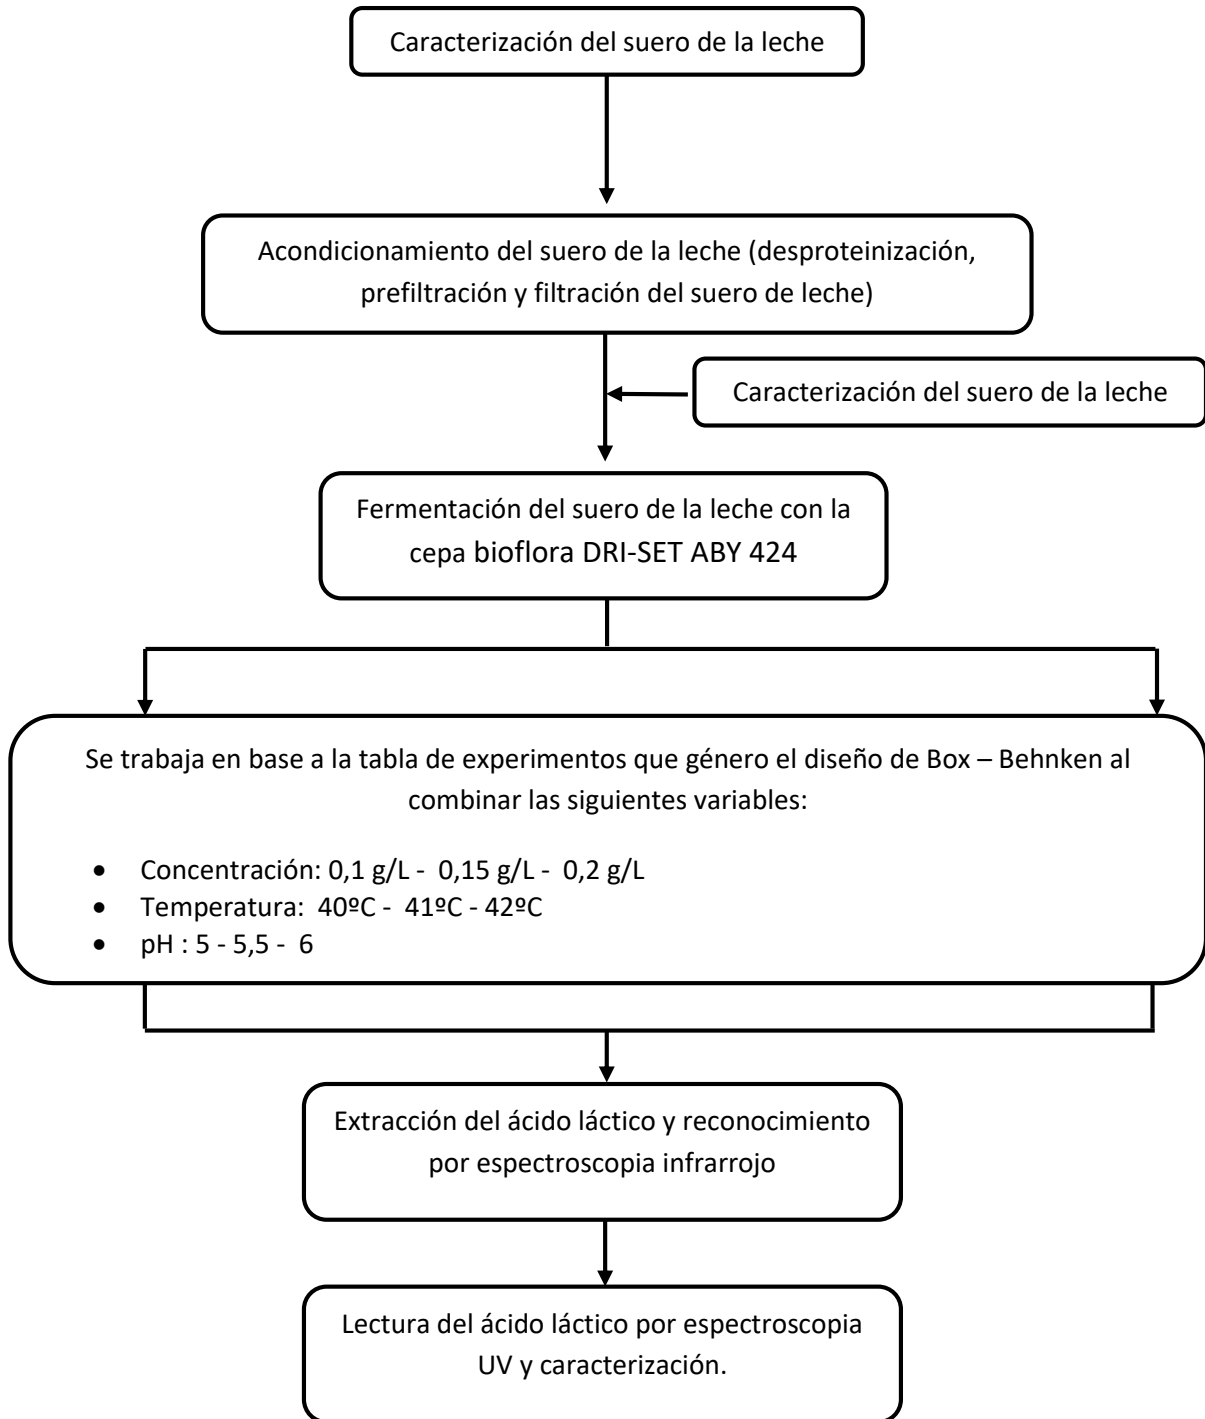 Caracterización del suero de la leche
Acondicionamiento del suero de la leche (desproteinización,
prefiltración y filtración del suero de leche)
Caracterización del suero de la leche
Fermentación del suero de la leche con la
cepa bioflora DRI-SET ABY 424
Se trabaja en base a la tabla de experimentos que género el diseño de Box – Behnken al
combinar las siguientes variables:
• Concentración: 0,1 g/L - 0,15 g/L - 0,2 g/L
• Temperatura: 40ºC - 41ºC - 42ºC
• pH : 5 - 5,5 - 6
Extracción del ácido láctico y reconocimiento
por espectroscopia infrarrojo
Lectura del ácido láctico por espectroscopia
UV y caracterización.